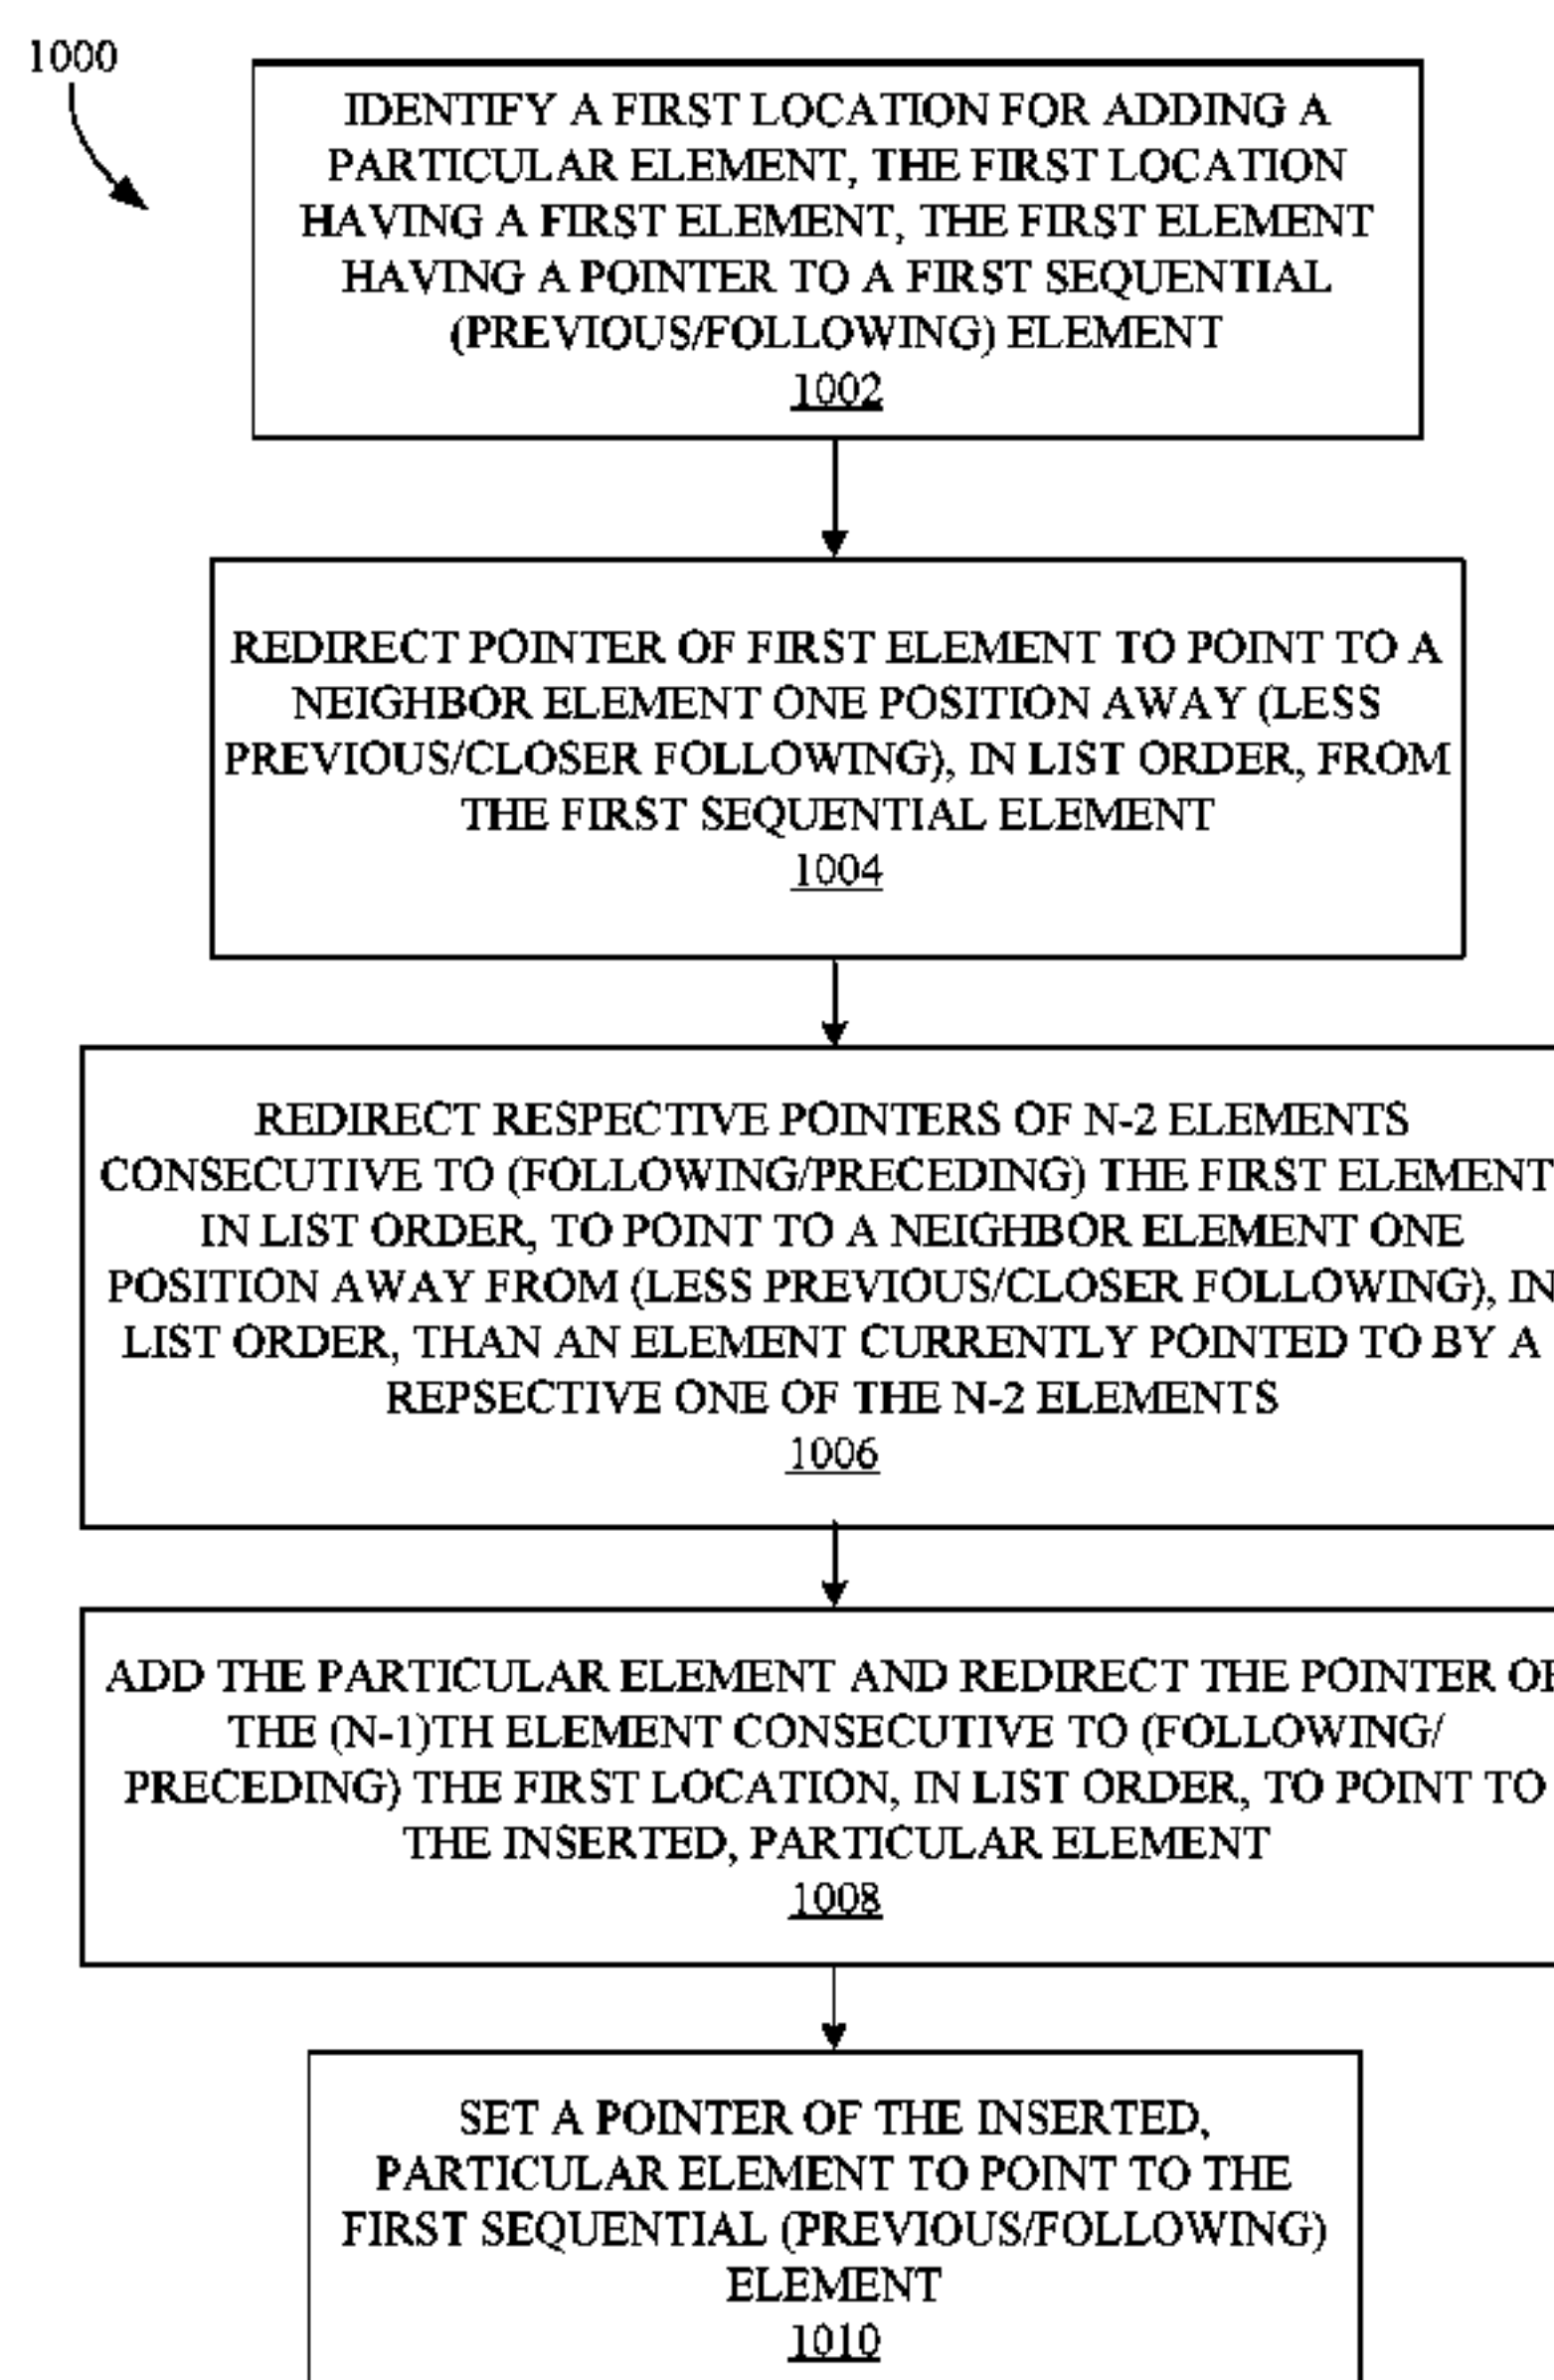 1000
IDENTIFY A FIRST LOCATION FOR ADDING A
PARTICULAR ELEMENT, THE FIRST LOCATION
HAVING A FIRST ELEMENT, THE FIRST ELEMENT
HAVING A POINTER TO A FIRST SEQUENTIAL
(PREVIOUS/FOLLOWING) ELEMENT
1002
REDIRECT POINTER OF FIRST ELEMENT TO POINT TO A
NEIGHBOR ELEMENT ONE POSITION AWAY (LESS
PREVIOUS/CLOSER FOLLOWING), IN LIST ORDER, FROM
THE FIRST SEQUENTIAL ELEMENT
1004
REDIRECT RESPECTIVE POINTERS OF N-2 ELEMENTS
CONSECUTIVE TO (FOLLOWING/PRECEDING) THE FIRST ELEMENT
IN LIST ORDER, TO POINT TO A NEIGHBOR ELEMENT ONE
POSITION AWAY FROM (LESS PREVIOUS/CLOSER FOLLOWING), IN
LIST ORDER, THAN AN ELEMENT CURRENTLY POINTED TO BY A
REPSECTIVE ONE OF THE N-2 ELEMENTS
1006
ADD THE PARTICULAR ELEMENT AND REDIRECT THE POINTER OF
THE (N-1)TH ELEMENT CONSECUTIVE TO (FOLLOWING/
PRECEDING) THE FIRST LOCATION, IN LIST ORDER, TO POINT TO
THE INSERTED, PARTICULAR ELEMENT
1008
SET A POINTER OF THE INSERTED,
PARTICULAR ELEMENT TO POINT TO THE
FIRST SEQUENTIAL (PREVIOUS/FOLLOWING)
ELEMENT
1010